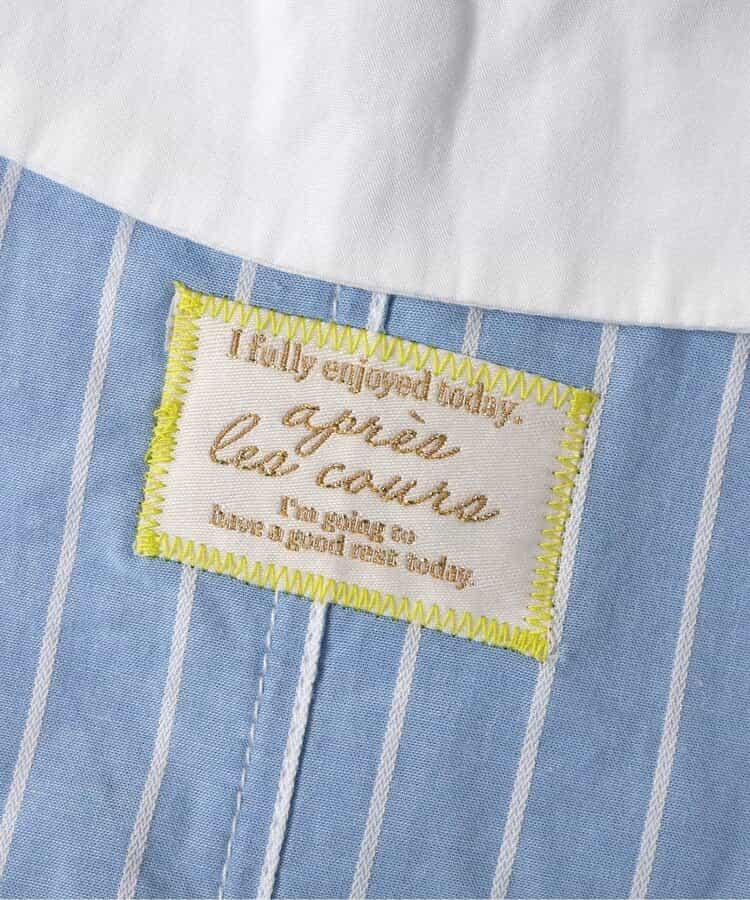 I fully enjoyed today.
après
les cours
I'm going to
have a good rest today.